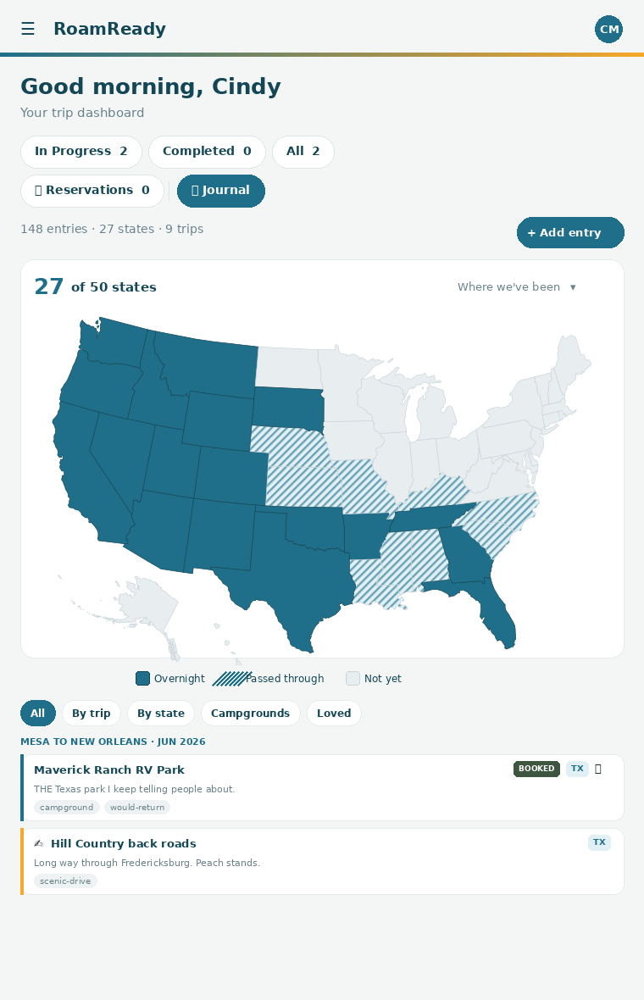 ☰ RoamReady CM
Good morning, Cindy
Your trip dashboard
In Progress 2 Completed 0 All 2
Reservations 0 Journal
148 entries · 27 states · 9 trips
+ Add entry
27 of 50 states
Where we've been ▾
Overnight Passed through Not yet
All By trip By state Campgrounds Loved
MESA TO NEW ORLEANS · JUN 2026
Maverick Ranch RV Park BOOKED TX
THE Texas park I keep telling people about.
campground would-return
✍ Hill Country back roads TX
Long way through Fredericksburg. Peach stands.
scenic-drive